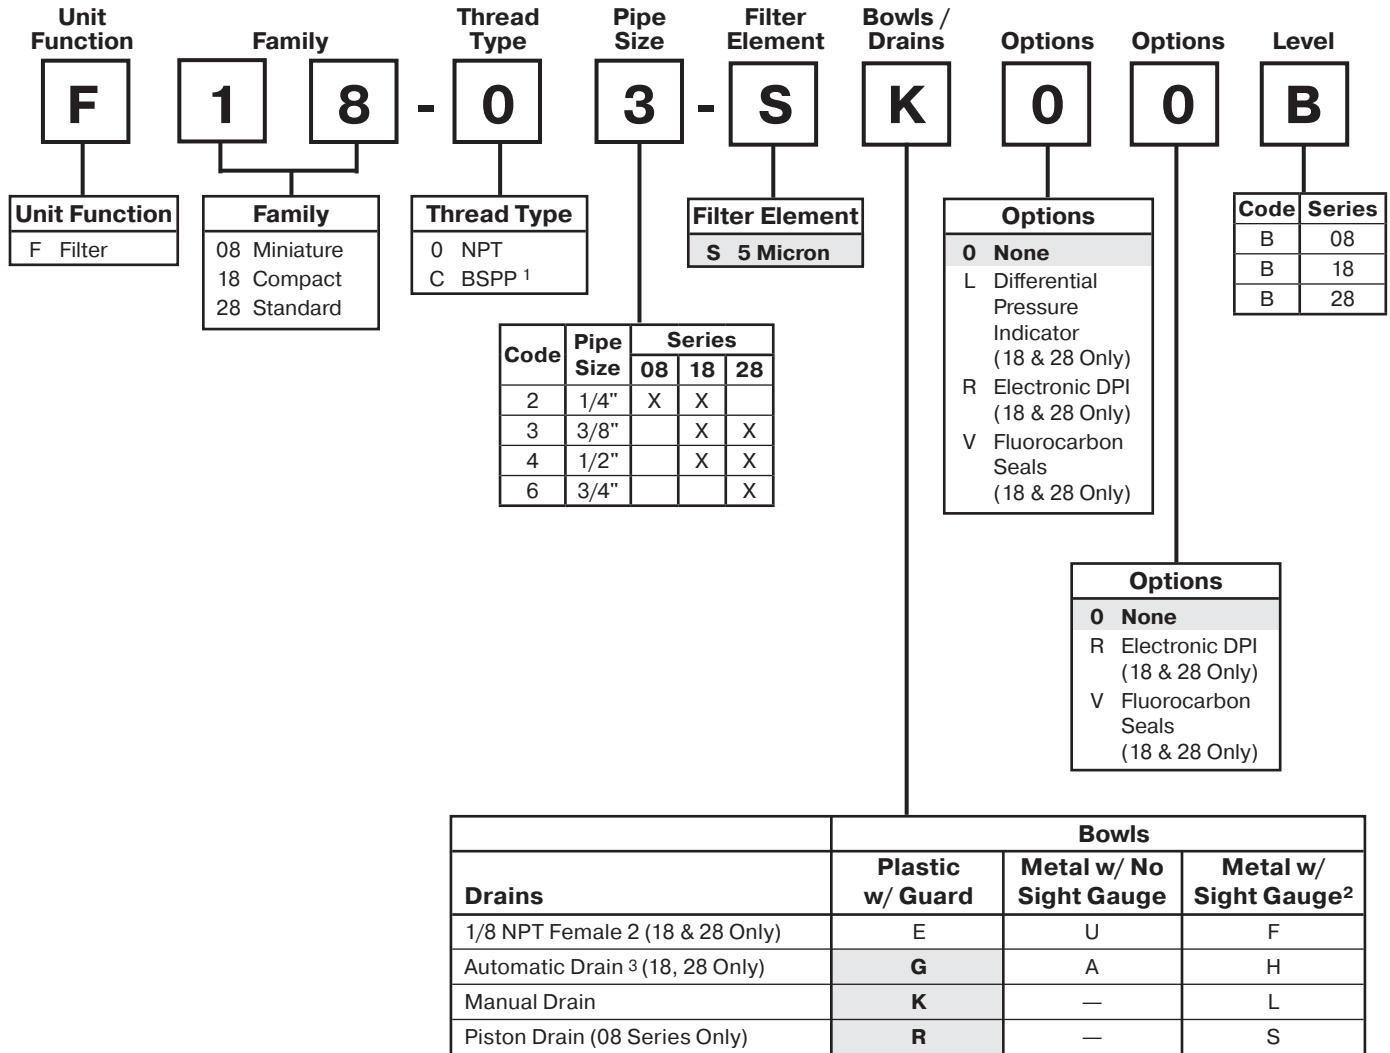 Unit Function
Family
Thread Type
Pipe Size
Filter Element
Bowls / Drains
Options
Options
Level
F 1 8 - 0 3 - S K 0 0 B
Unit Function
F Filter
Family
08 Miniature
18 Compact
28 Standard
Thread Type
0 NPT
C BSPP 1
Code Pipe Size Series
08 18 28
2 1/4" X X
3 3/8" X X
4 1/2" X X
6 3/4" X
Filter Element
S 5 Micron
Options
0 None
L Differential
Pressure
Indicator
(18 & 28 Only)
R Electronic DPI
(18 & 28 Only)
V Fluorocarbon
Seals
(18 & 28 Only)
Code Series
B 08
B 18
B 28
Options
0 None
R Electronic DPI
(18 & 28 Only)
V Fluorocarbon
Seals
(18 & 28 Only)
Bowls
Drains Plastic w/ Guard Metal w/ No Sight Gauge Metal w/ Sight Gauge2
1/8 NPT Female 2 (18 & 28 Only) E U F
Automatic Drain 3 (18, 28 Only) G A H
Manual Drain K — L
Piston Drain (08 Series Only) R — S